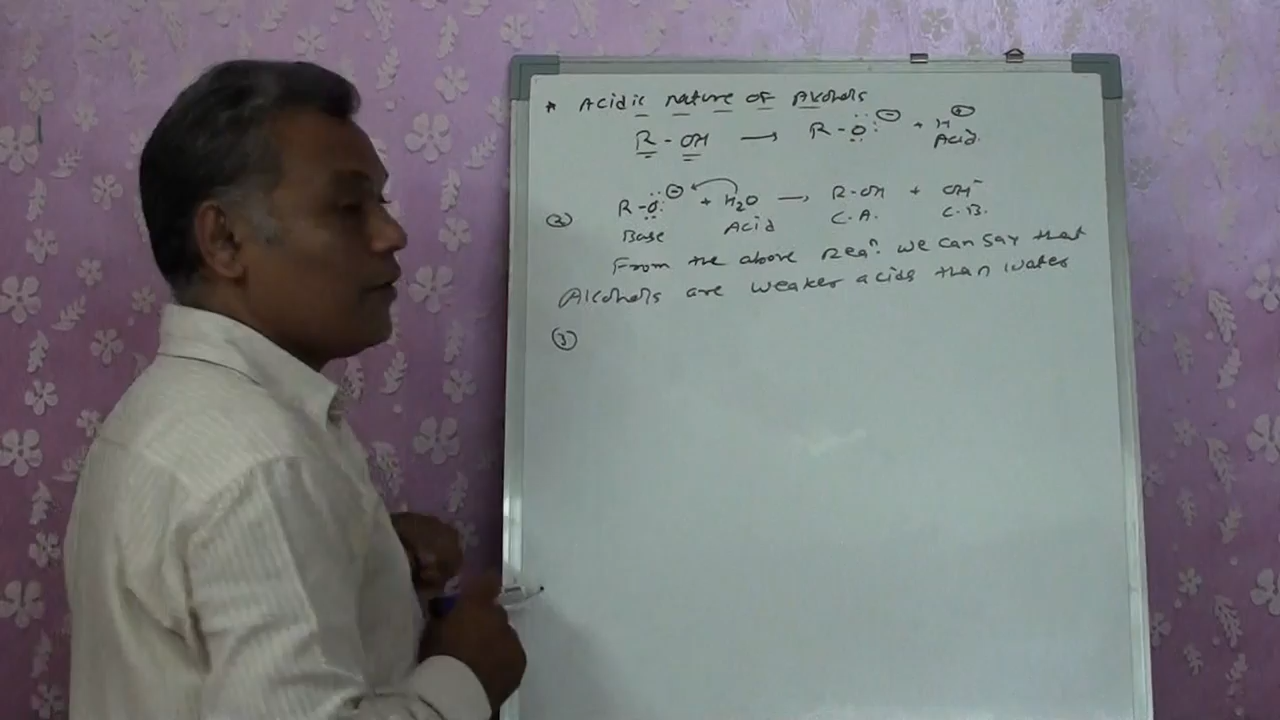 * Acidic nature of Alcohols
R - OH → R - O:⊖ + H⊕
Acid.
② R - O:⊖ + H₂O → R-OH + OH⁻
Base Acid C.A. C.B.
From the above Reaⁿ. we can say that
Alcohols are weaker acids than water
③